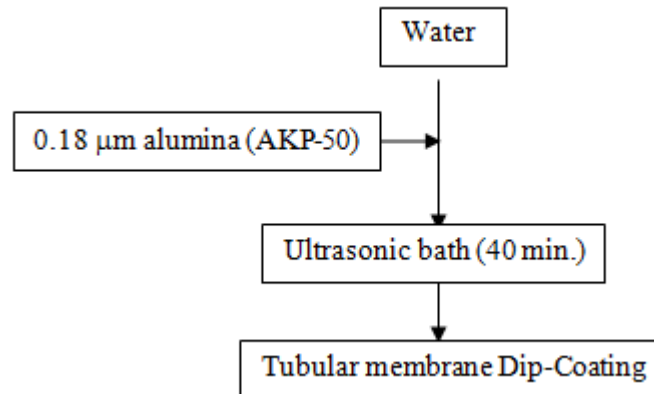 Water
0.18 μm alumina (AKP-50)
Ultrasonic bath (40 min.)
Tubular membrane Dip-Coating